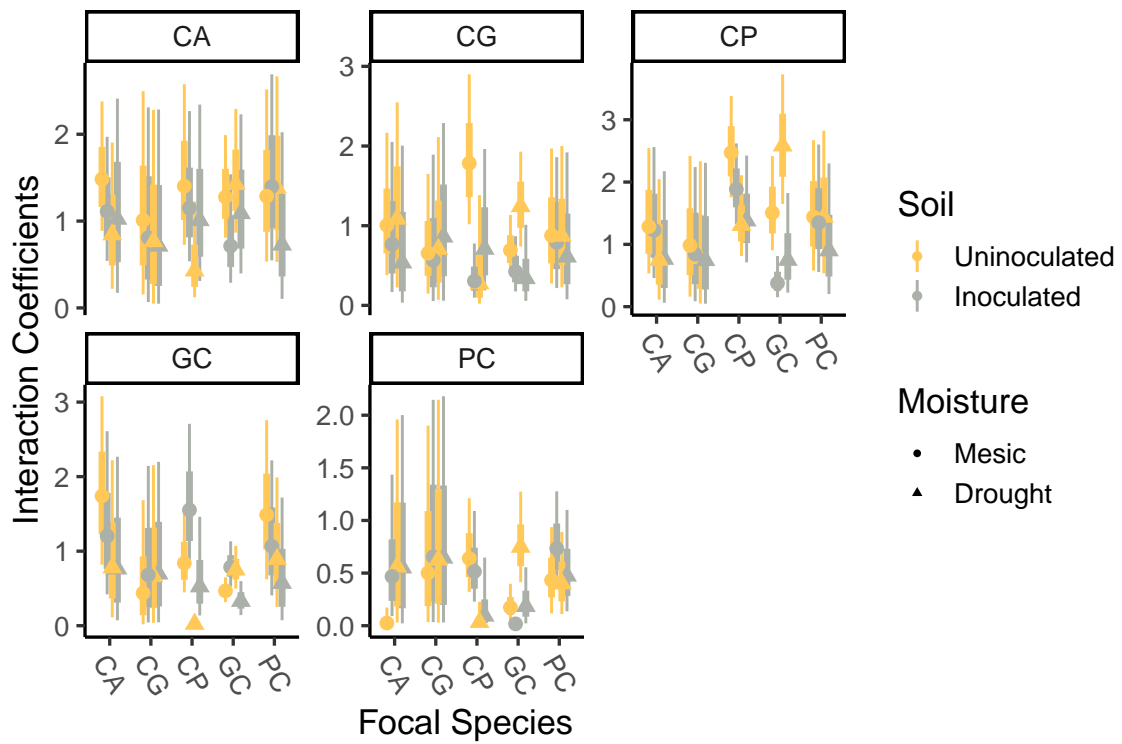 CA
CG
CP
0
1
2
0
1
2
3
0
1
2
3
CA
CG
CP
GC
PC
GC
PC
0
1
2
3
0.0
0.5
1.0
1.5
2.0
CA
CG
CP
GC
PC
CA
CG
CP
GC
PC
Interaction Coefficients
Focal Species
Soil
Uninoculated
Inoculated
Moisture
Mesic
Drought